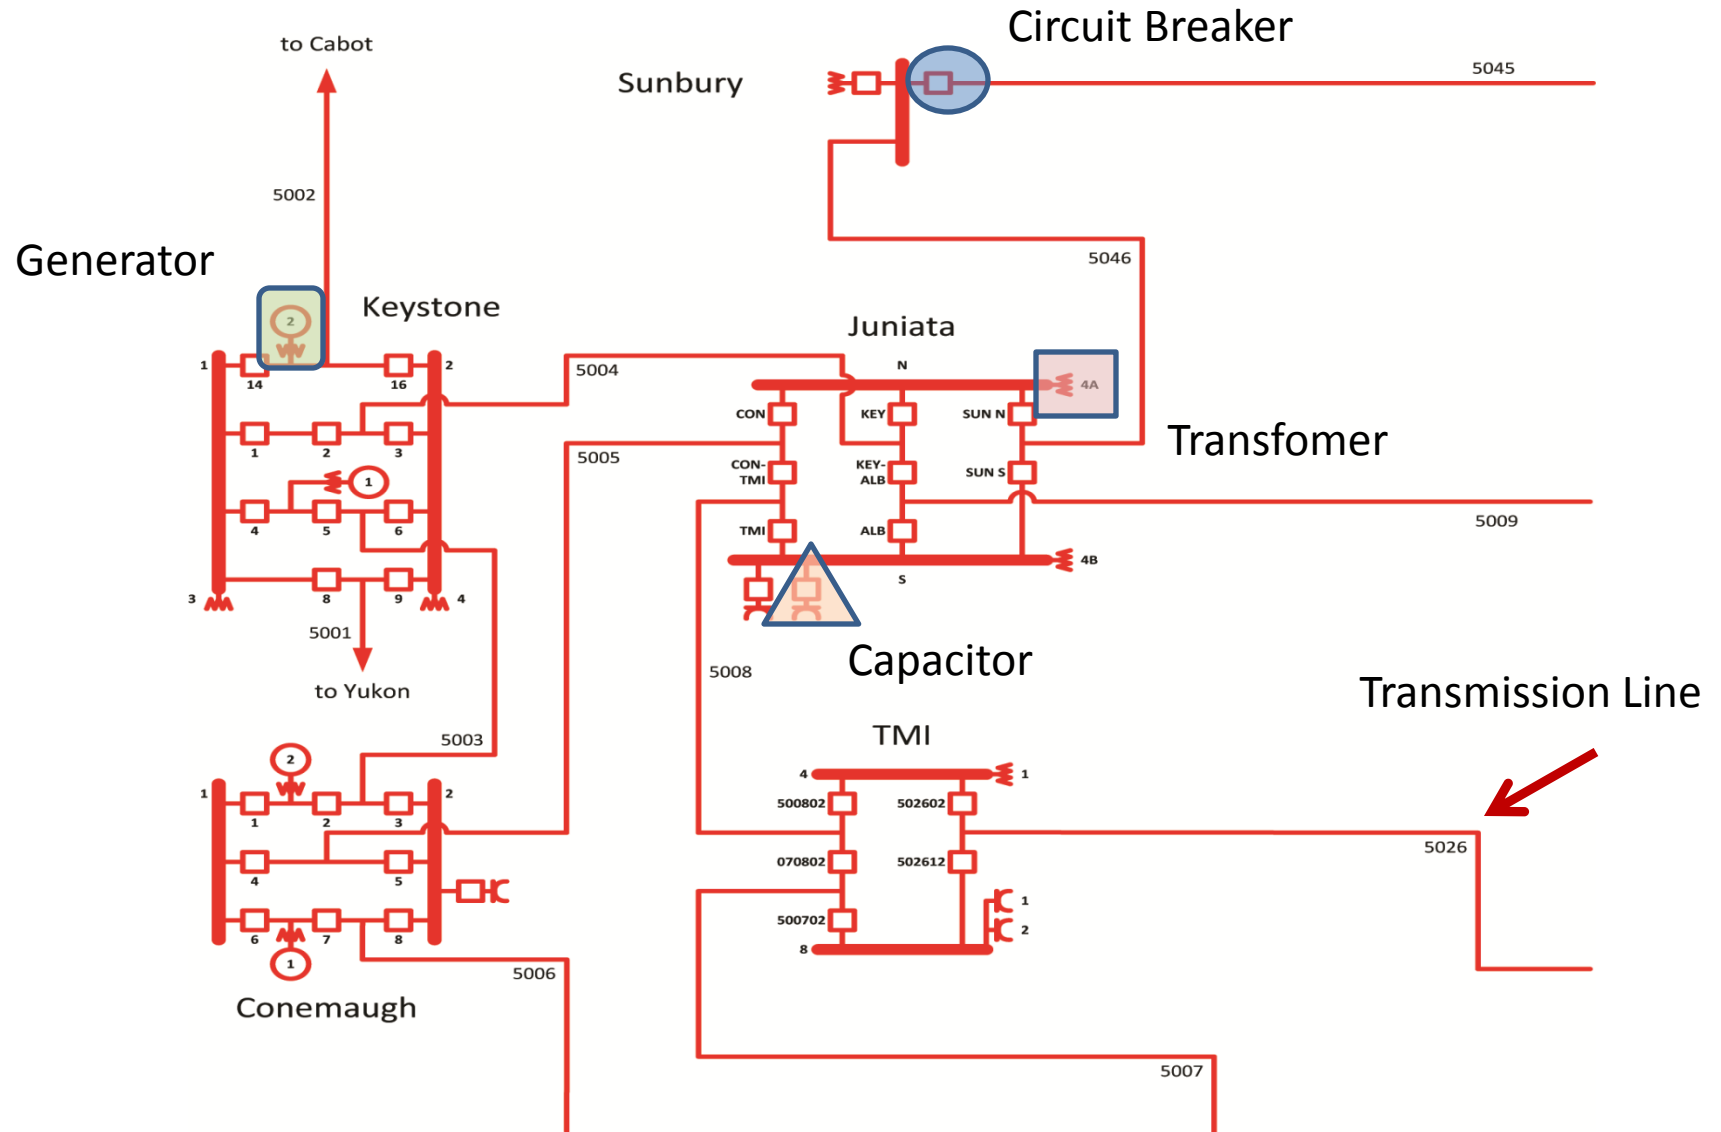 Circuit Breaker
to Cabot
Sunbury
5045
5002
Generator
5046
2
Keystone
Juniata
1
14
16
2
5004
N
4A
CON
KEY
SUN N
1
2
3
5005
Transfomer
CON-
TMI
KEY-
ALB
SUN S
1
4
5
6
5009
TMI
ALB
4B
S
3
8
9
4
5001
5008
Capacitor
to Yukon
Transmission Line
5003
TMI
2
4
1
1
2
500802
502602
1
2
3
5026
070802
502612
4
5
1
500702
2
6
7
8
8
1
5006
Conemaugh
5007